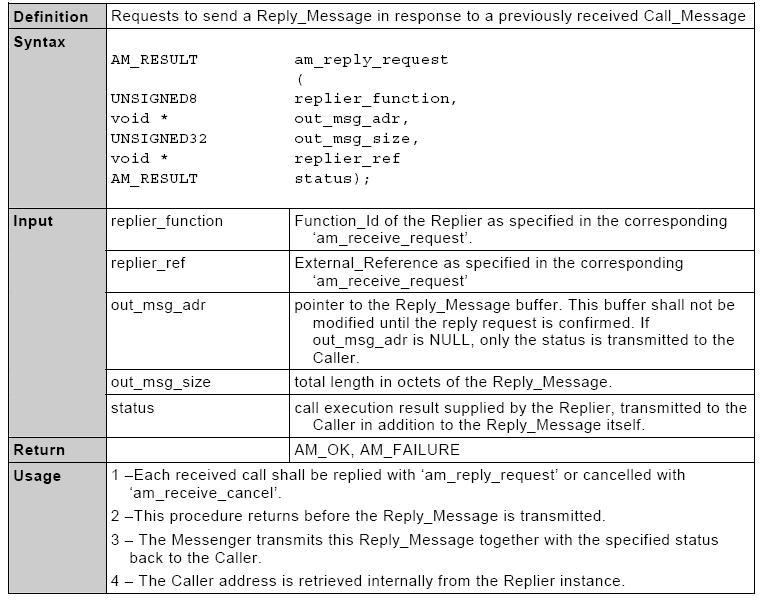 Definition Requests to send a Reply_Message in response to a previously received Call_Message
Syntax
AM_RESULT am_reply_request
(
UNSIGNED8 replier_function,
void * out_msg_adr,
UNSIGNED32 out_msg_size,
void * replier_ref
AM_RESULT status);
Input replier_function Function_Id of the Replier as specified in the corresponding
‘am_receive_request’.
replier_ref External_Reference as specified in the corresponding
‘am_receive_request’
out_msg_adr pointer to the Reply_Message buffer. This buffer shall not be
modified until the reply request is confirmed. If
out_msg_adr is NULL, only the status is transmitted to the
Caller.
out_msg_size total length in octets of the Reply_Message.
status call execution result supplied by the Replier, transmitted to the
Caller in addition to the Reply_Message itself.
Return AM_OK, AM_FAILURE
Usage 1 –Each received call shall be replied with ‘am_reply_request’ or cancelled with
‘am_receive_cancel’.
2 –This procedure returns before the Reply_Message is transmitted.
3 – The Messenger transmits this Reply_Message together with the specified status
back to the Caller.
4 – The Caller address is retrieved internally from the Replier instance.